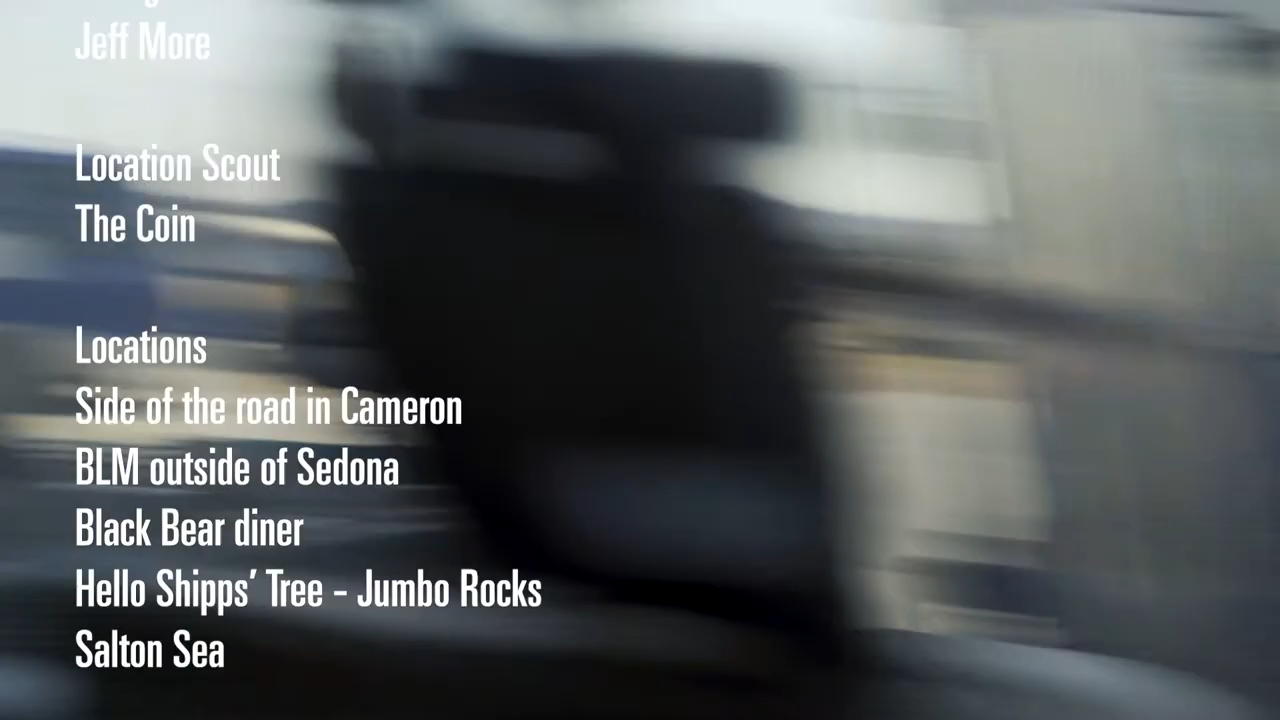 Jeff More
Location Scout
The Coin
Locations
Side of the road in Cameron
BLM outside of Sedona
Black Bear diner
Hello Shipps’ Tree - Jumbo Rocks
Salton Sea